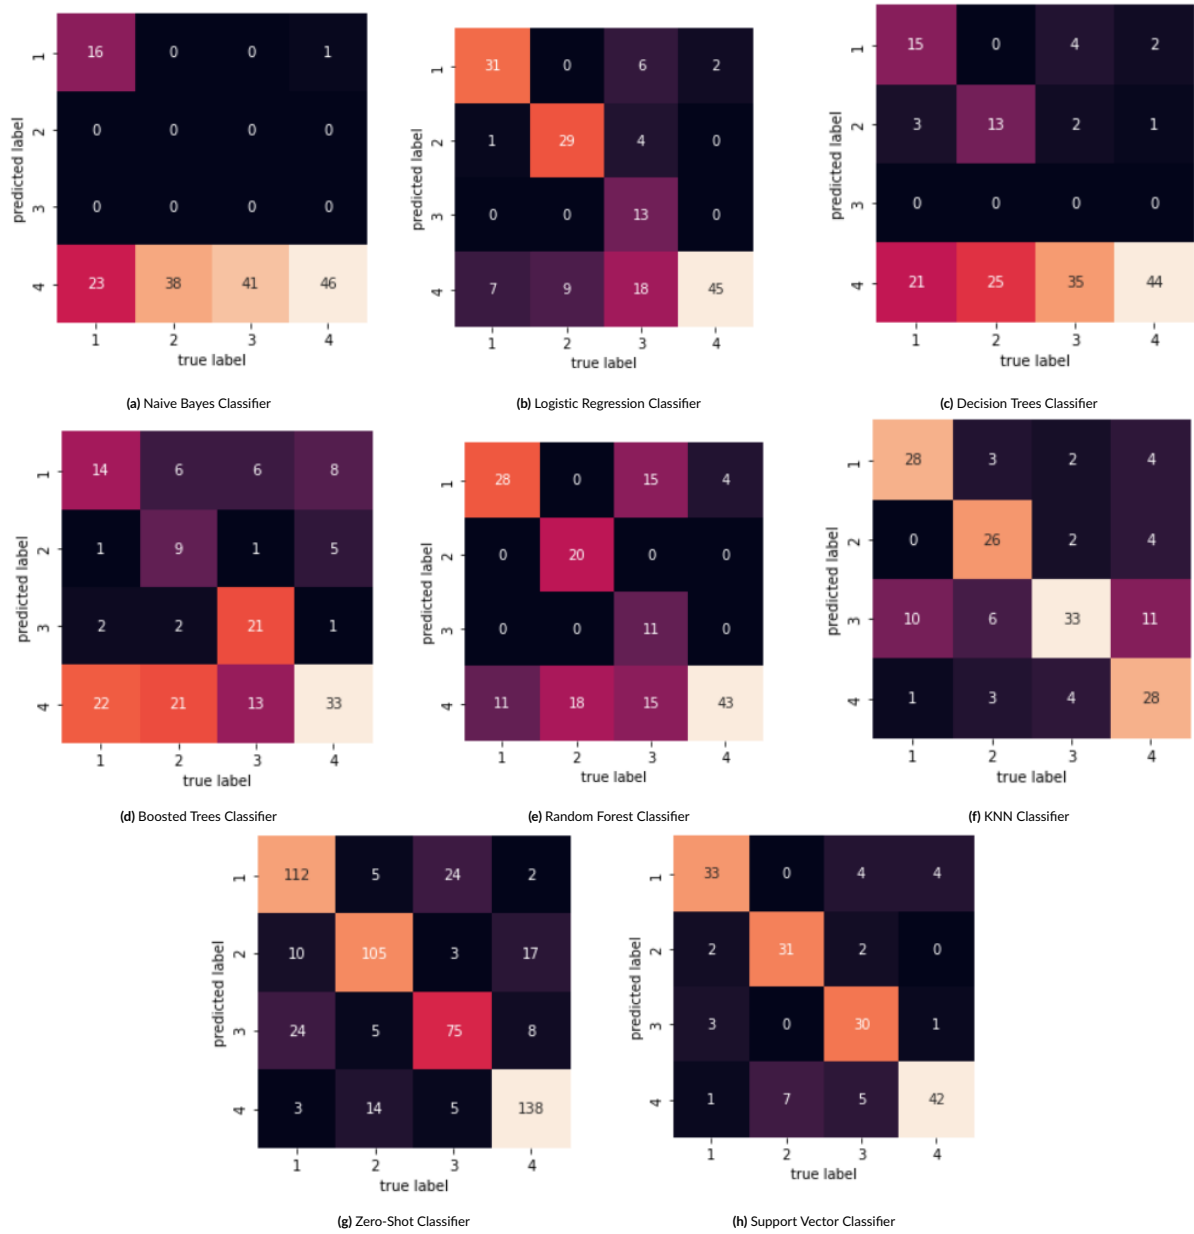 1 16 0 0 1
2 0 0 0 0
3 0 0 0 0
4 23 38 41 46
1 2 3 4
predicted label
true label
(a) Naive Bayes Classifier
1 31 0 6 2
2 1 29 4 0
3 0 0 13 0
4 7 9 18 45
1 2 3 4
predicted label
true label
(b) Logistic Regression Classifier
1 15 0 4 2
2 3 13 2 1
3 0 0 0 0
4 21 25 35 44
1 2 3 4
predicted label
true label
(c) Decision Trees Classifier
1 14 6 6 8
2 1 9 1 5
3 2 2 21 1
4 22 21 13 33
1 2 3 4
predicted label
true label
(d) Boosted Trees Classifier
1 28 0 15 4
2 0 20 0 0
3 0 0 11 0
4 11 18 15 43
1 2 3 4
predicted label
true label
(e) Random Forest Classifier
1 28 3 2 4
2 0 26 2 4
3 10 6 33 11
4 1 3 4 28
1 2 3 4
predicted label
true label
(f) KNN Classifier
1 112 5 24 2
2 10 105 3 17
3 24 5 75 8
4 3 14 5 138
1 2 3 4
predicted label
true label
(g) Zero-Shot Classifier
1 33 0 4 4
2 2 31 2 0
3 3 0 30 1
4 1 7 5 42
1 2 3 4
predicted label
true label
(h) Support Vector Classifier